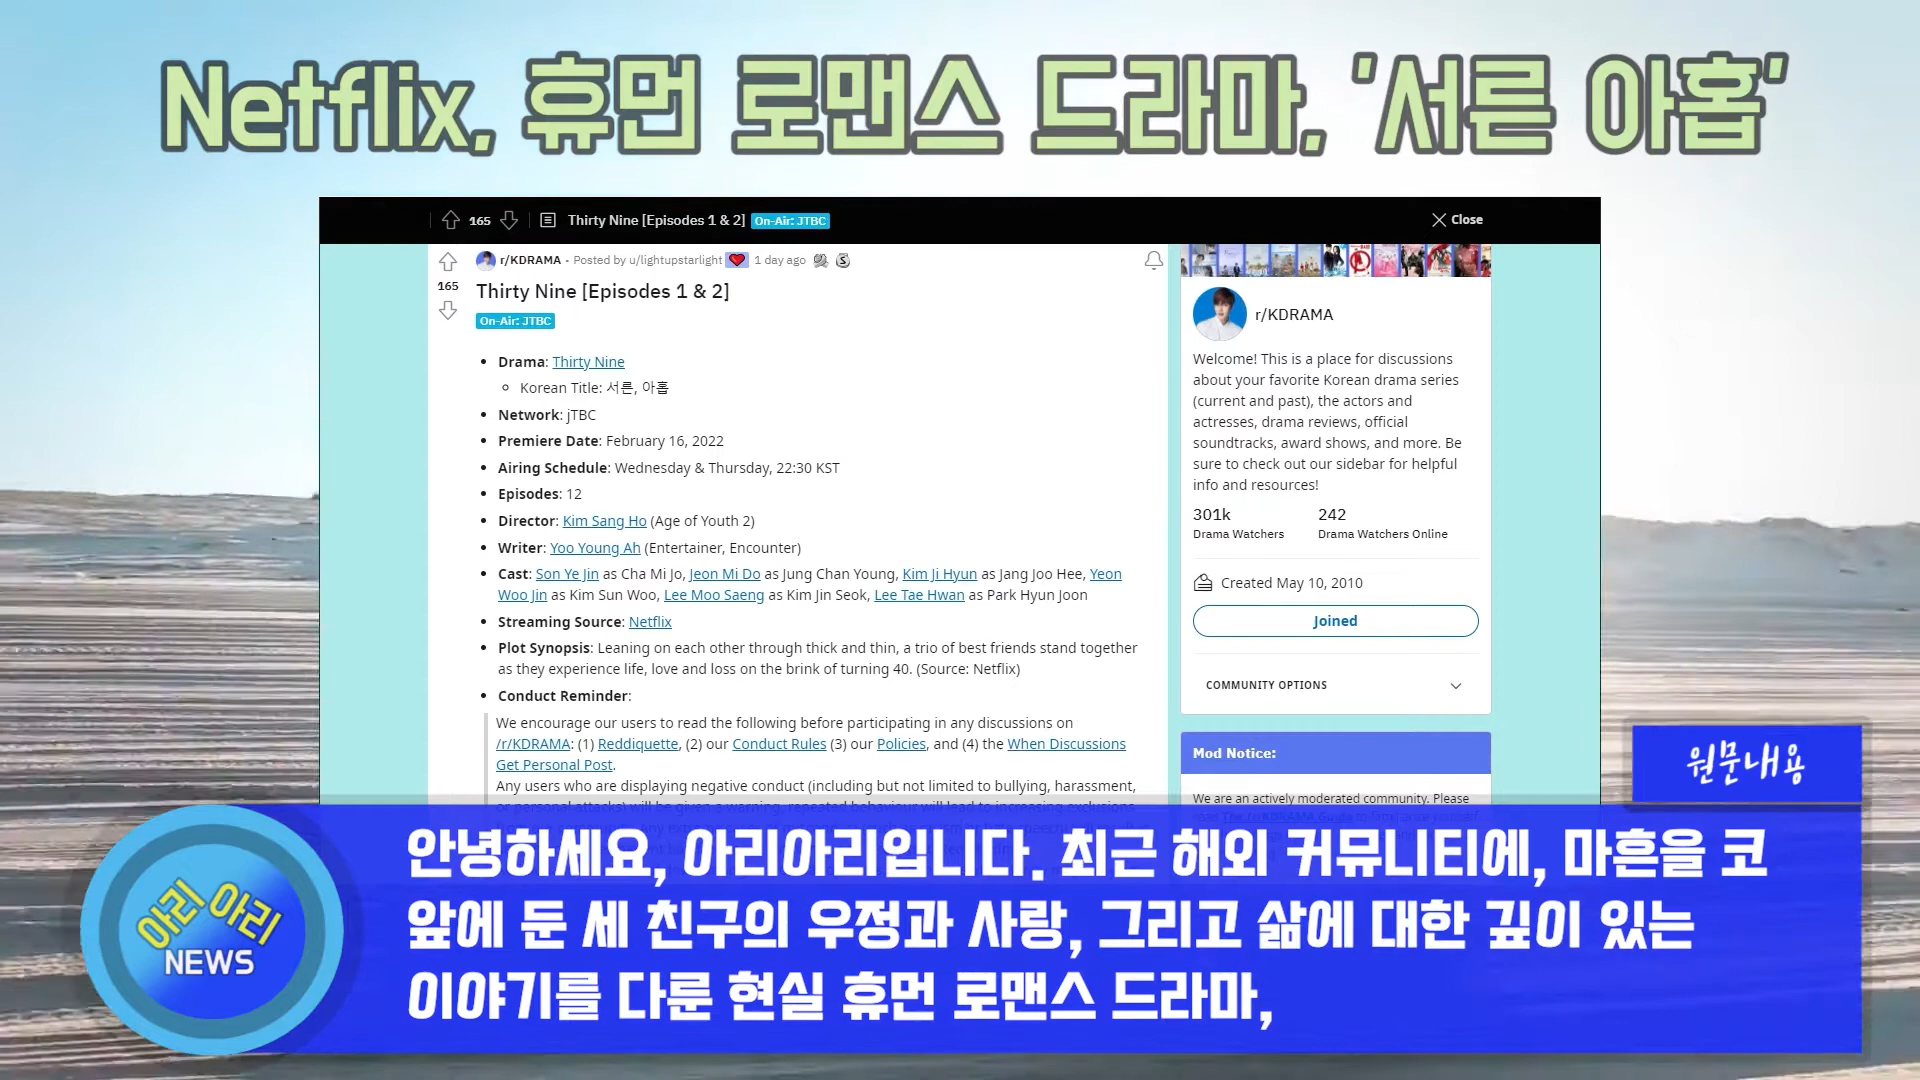 Netflix, 휴먼 로맨스 드라마, '서른 아홉'
165 Thirty Nine [Episodes 1 & 2] On-Air: JTBC Close
r/KDRAMA - Posted by u/lightupstarlight 1 day ago
165
Thirty Nine [Episodes 1 & 2]
On-Air: JTBC
Drama: Thirty Nine
Korean Title: 서른, 아홉
Network: jTBC
Premiere Date: February 16, 2022
Airing Schedule: Wednesday & Thursday, 22:30 KST
Episodes: 12
Director: Kim Sang Ho (Age of Youth 2)
Writer: Yoo Young Ah (Entertainer, Encounter)
Cast: Son Ye Jin as Cha Mi Jo, Jeon Mi Do as Jung Chan Young, Kim Ji Hyun as Jang Joo Hee, Yeon
Woo Jin as Kim Sun Woo, Lee Moo Saeng as Kim Jin Seok, Lee Tae Hwan as Park Hyun Joon
Streaming Source: Netflix
Plot Synopsis: Leaning on each other through thick and thin, a trio of best friends stand together
as they experience life, love and loss on the brink of turning 40. (Source: Netflix)
Conduct Reminder:
We encourage our users to read the following before participating in any discussions on
/r/KDRAMA: (1) Reddiquette, (2) our Conduct Rules (3) our Policies, and (4) the When Discussions
Get Personal Post.
Any users who are displaying negative conduct (including but not limited to bullying, harassment,
or personal attacks) will be given a warning, repeated behaviour will lead to increasing exclusions
r/KDRAMA
Welcome! This is a place for discussions
about your favorite Korean drama series
(current and past), the actors and
actresses, drama reviews, official
soundtracks, award shows, and more. Be
sure to check out our sidebar for helpful
info and resources!
301k 242
Drama Watchers Drama Watchers Online
Created May 10, 2010
Joined
COMMUNITY OPTIONS
Mod Notice:
We are an actively moderated community. Please
원문내용
아리 아리
NEWS
안녕하세요, 아리아리입니다. 최근 해외 커뮤니티에, 마흔을 코
앞에 둔 세 친구의 우정과 사랑, 그리고 삶에 대한 깊이 있는
이야기를 다룬 현실 휴먼 로맨스 드라마,